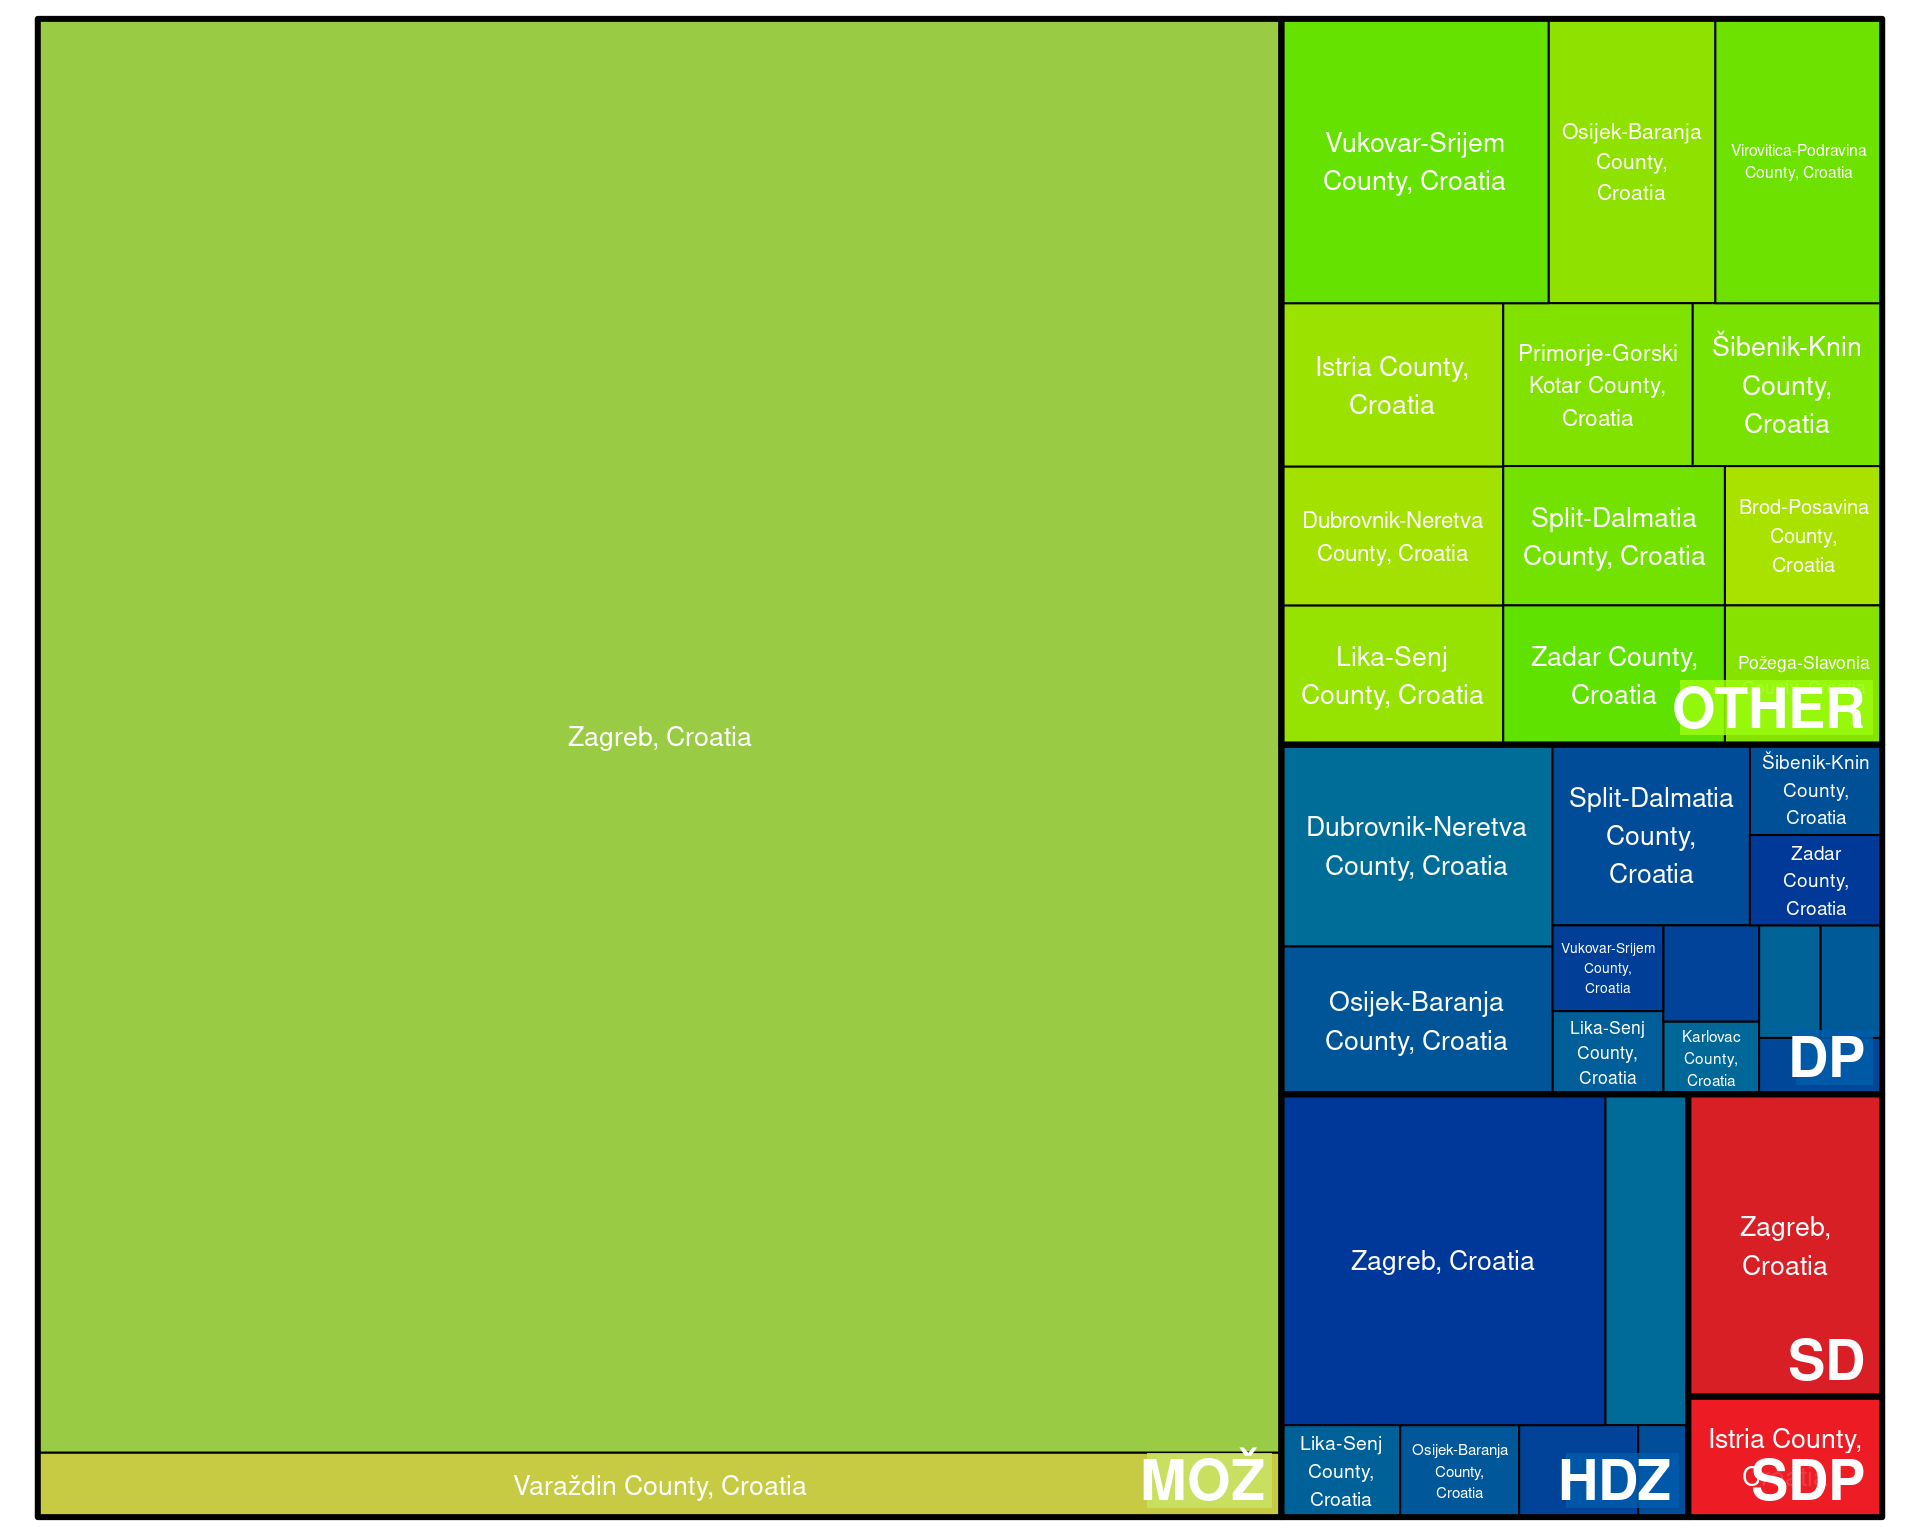 Zagreb, Croatia
Varaždin County, Croatia
MOŽ
Vukovar-Srijem
County, Croatia
Osijek-Baranja
County,
Croatia
Virovitica-Podravina
County, Croatia
Istria County,
Croatia
Primorje-Gorski
Kotar County,
Croatia
Šibenik-Knin
County,
Croatia
Dubrovnik-Neretva
County, Croatia
Split-Dalmatia
County, Croatia
Brod-Posavina
County,
Croatia
Lika-Senj
County, Croatia
Zadar County,
Croatia
Požega-Slavonia
OTHER
Dubrovnik-Neretva
County, Croatia
Split-Dalmatia
County,
Croatia
Šibenik-Knin
County,
Croatia
Zadar
County,
Croatia
Osijek-Baranja
County, Croatia
Vukovar-Srijem
County,
Croatia
Lika-Senj
County,
Croatia
Karlovac
County,
Croatia
DP
Zagreb, Croatia
Lika-Senj
County,
Croatia
Osijek-Baranja
County,
Croatia
HDZ
Zagreb,
Croatia
SD
Istria County,
SDP